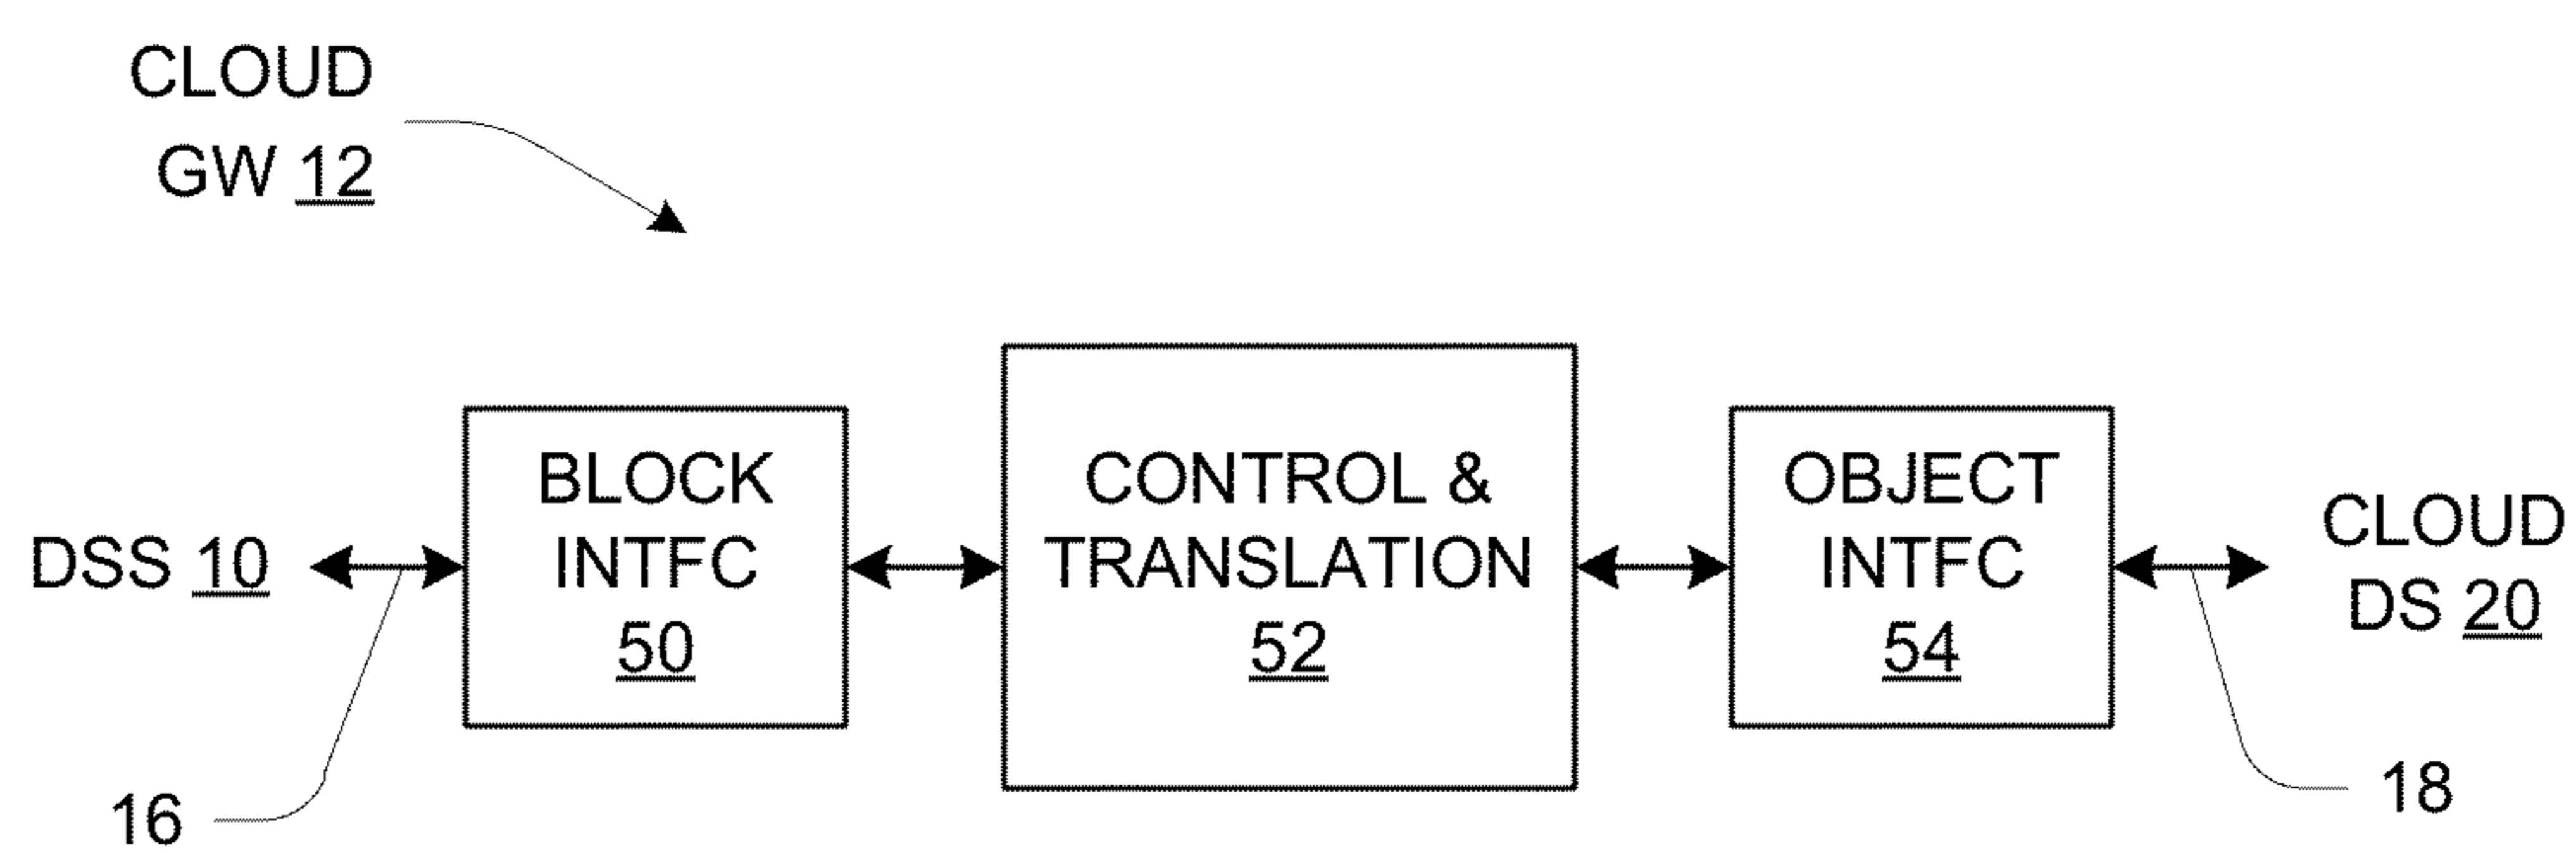 CLOUD
GW 12
DSS 10
16
BLOCK
INTFC
50
CONTROL &
TRANSLATION
52
OBJECT
INTFC
54
CLOUD
DS 20
18